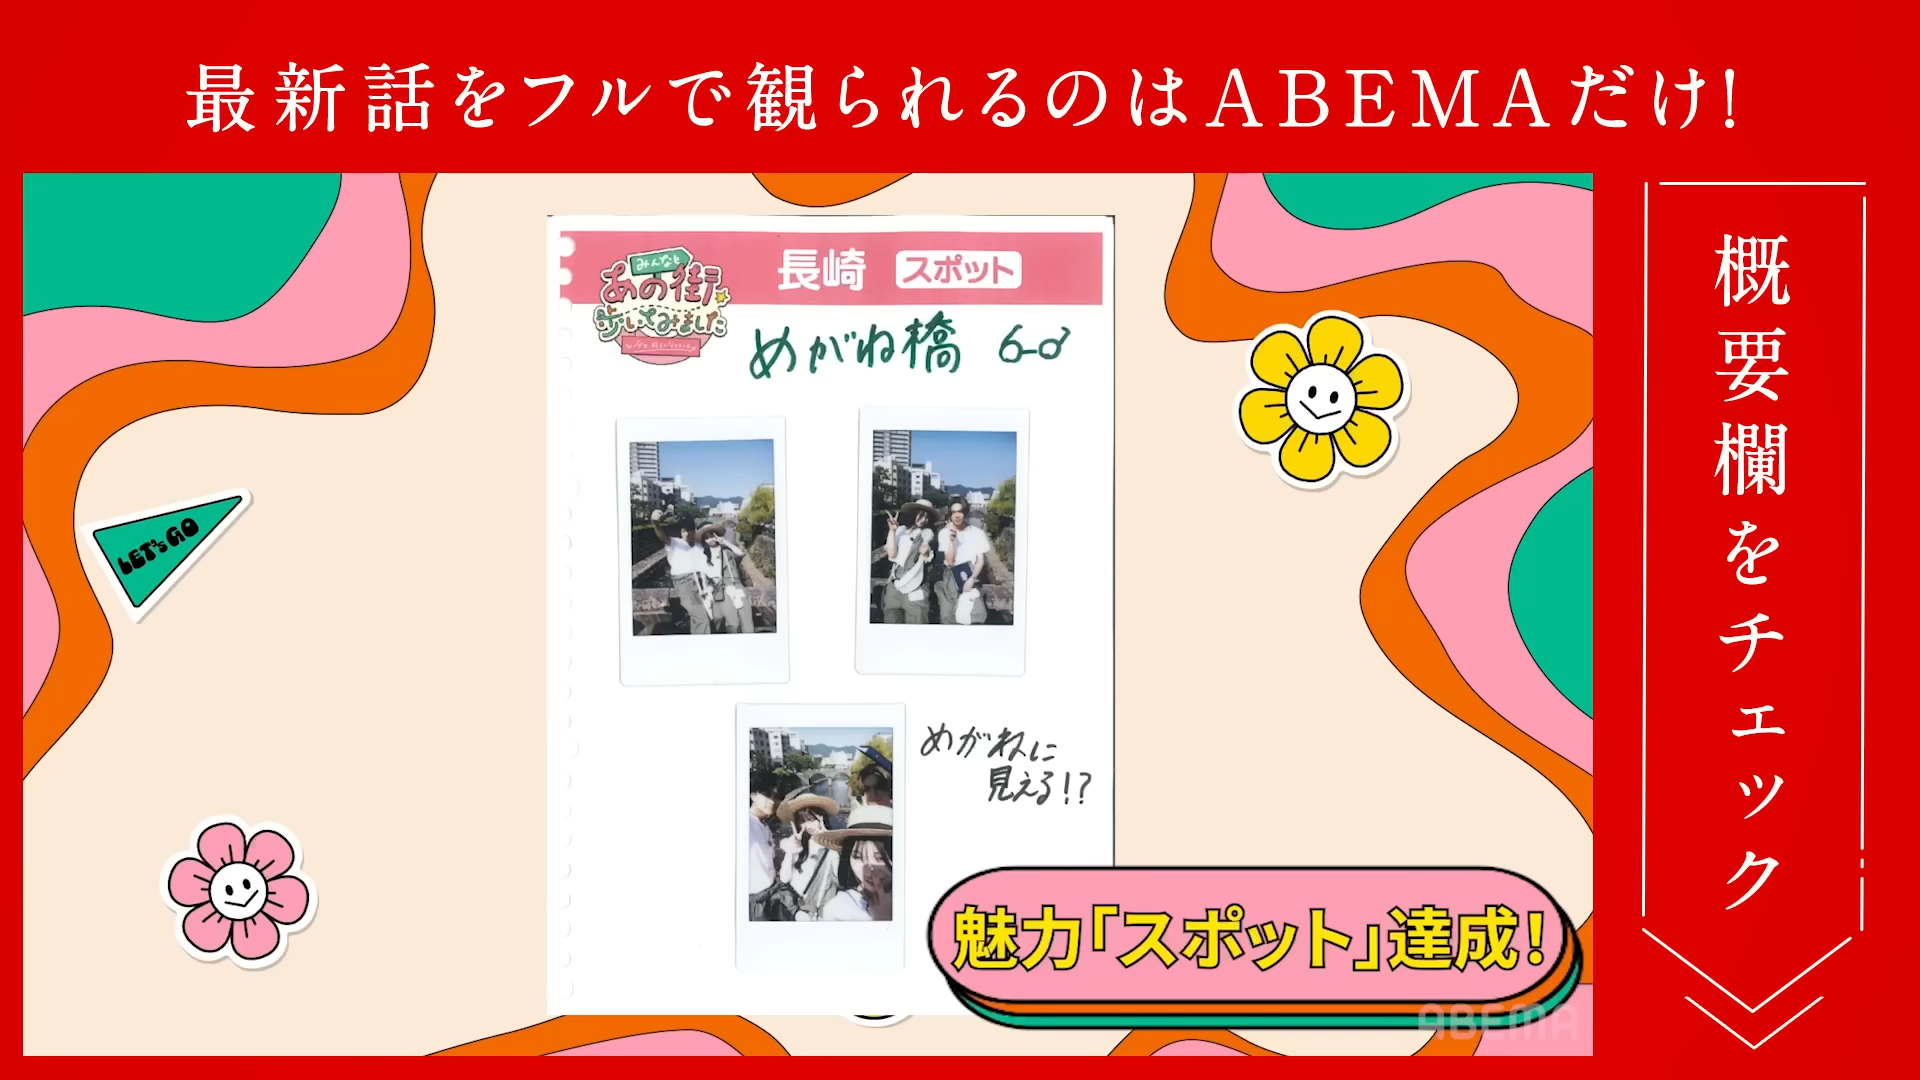 最新話をフルで観られるのはABEMAだけ!
概要欄をチェック
みんなと
あの街
歩いてみました
長崎 スポット
めがね橋
めがねに
見える!?
LET'S GO
魅力「スポット」達成!
ABEMA